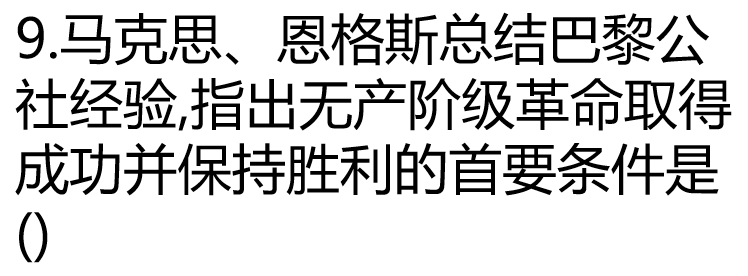 9.马克思、恩格斯总结巴黎公
社经验,指出无产阶级革命取得
成功并保持胜利的首要条件是
()